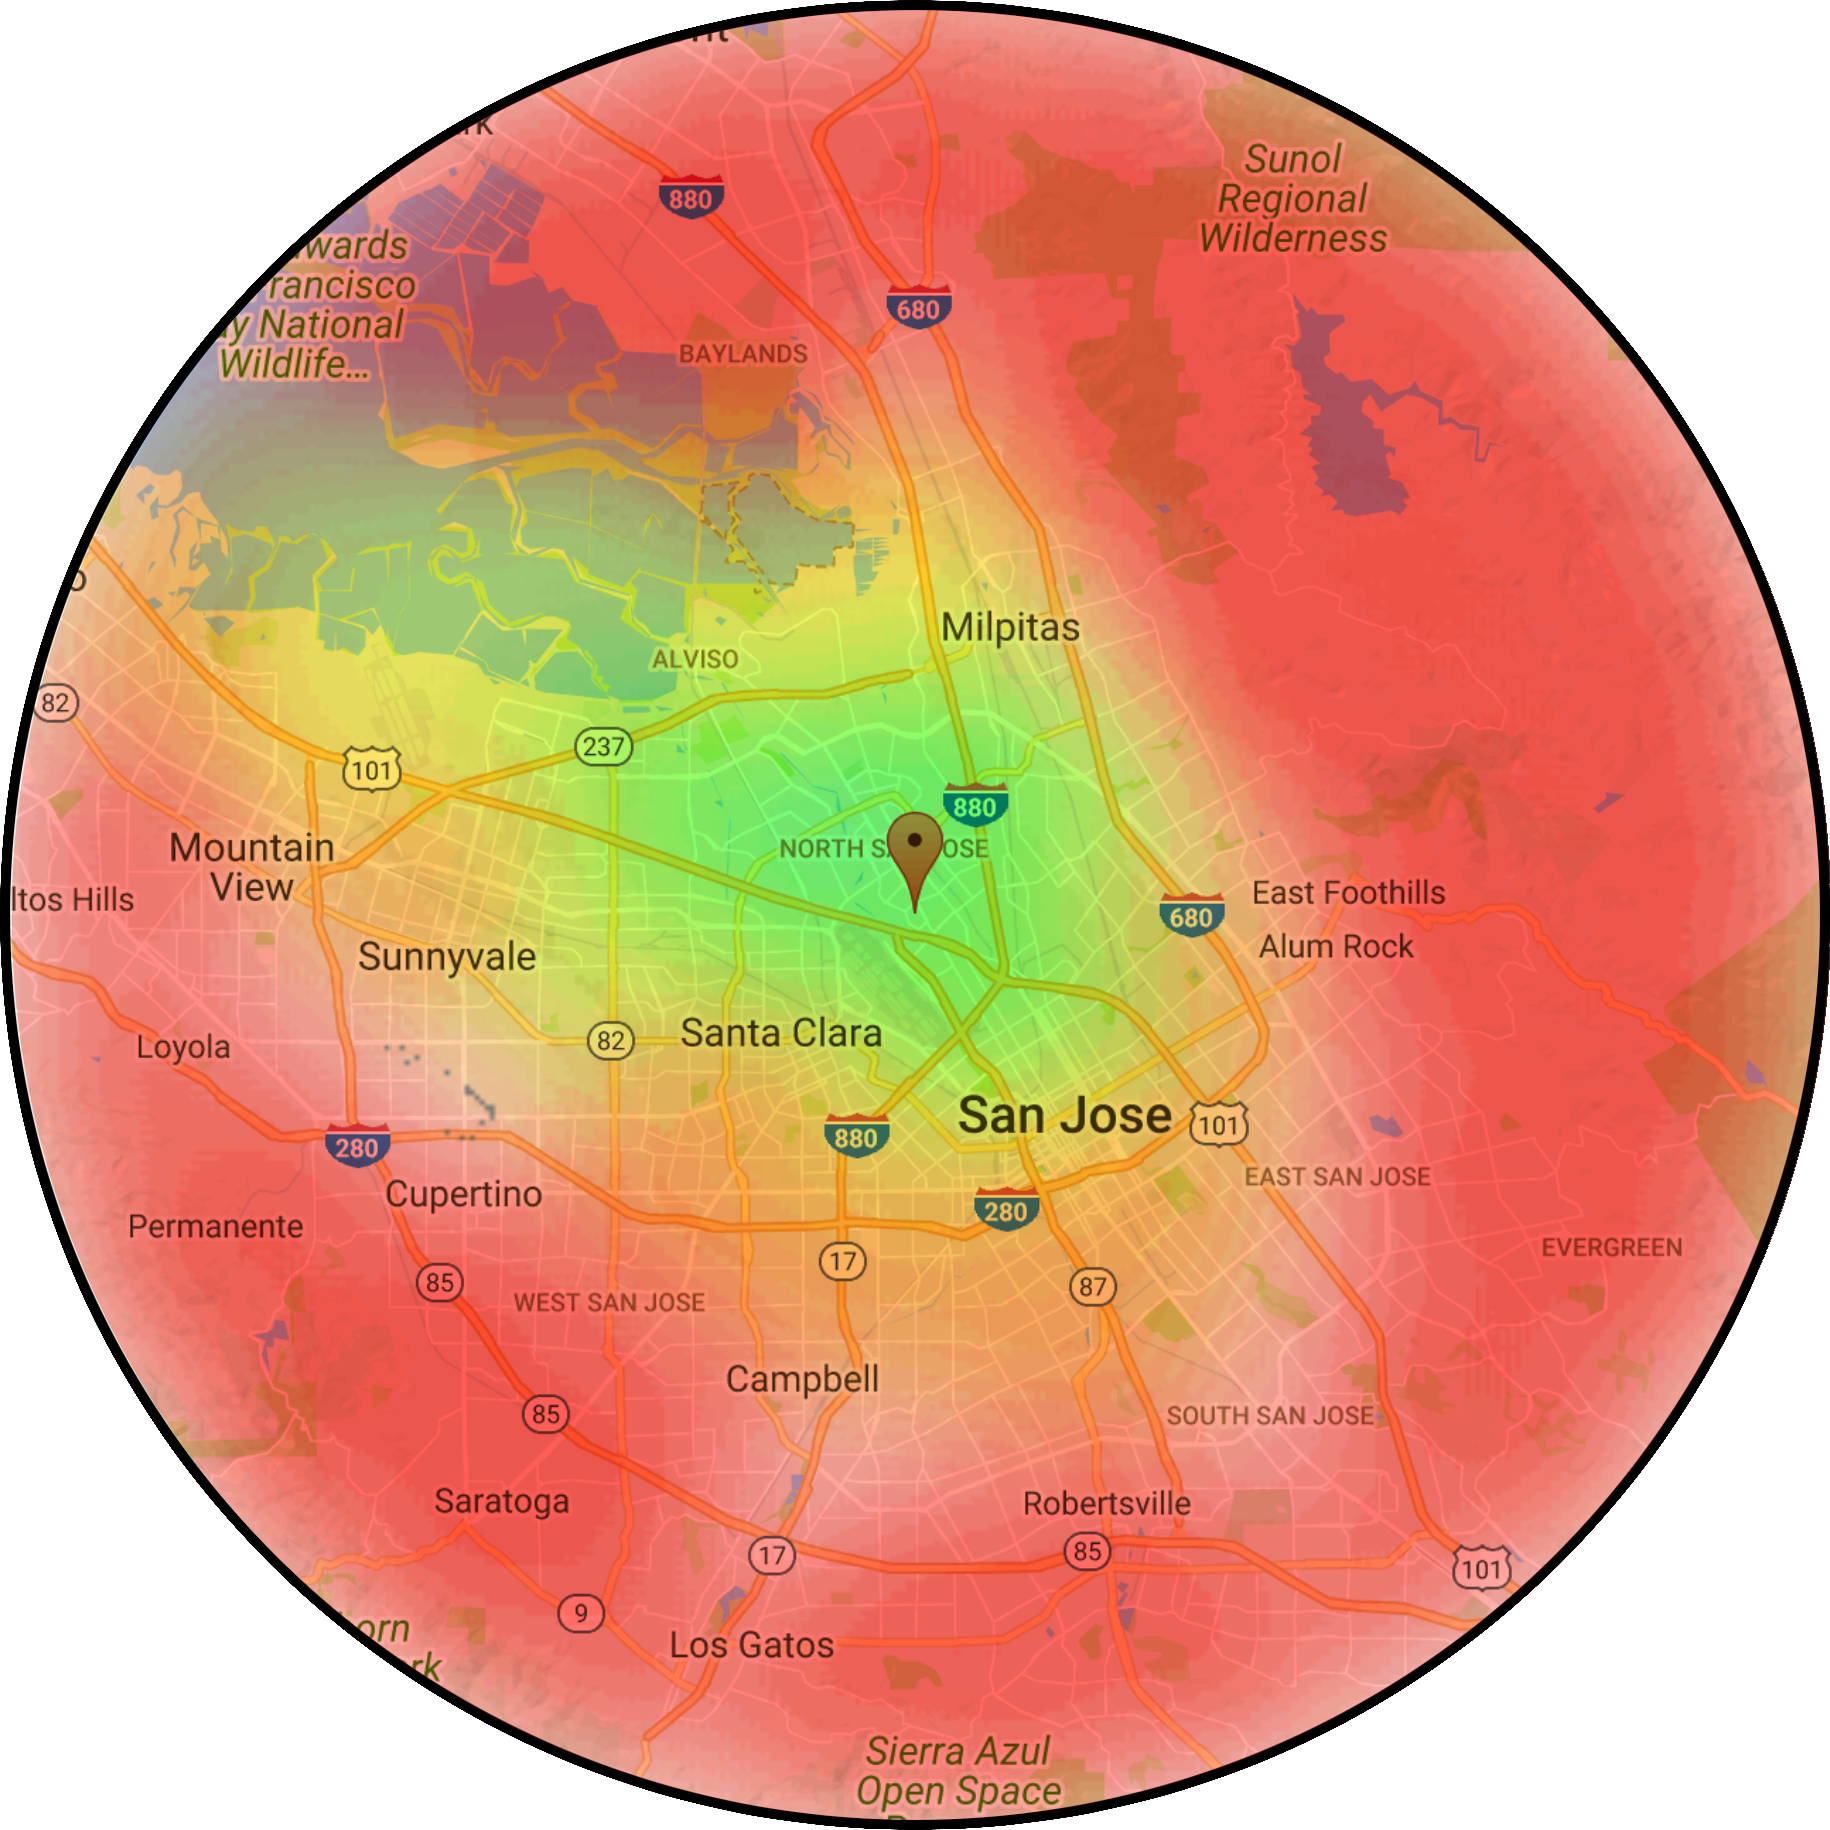 880
Sunol
Regional
Wilderness
wards
rancisco
y National
Wildlife...
680
BAYLANDS
Milpitas
ALVISO
82
237
101
880
NORTH S OSE
Mountain
View
ltos Hills
East Foothills
680
Alum Rock
Sunnyvale
82
Santa Clara
Loyola
San Jose
101
880
280
Cupertino
EAST SAN JOSE
280
Permanente
EVERGREEN
17
85
87
WEST SAN JOSE
Campbell
85
SOUTH SAN JOSE
Saratoga
Robertsville
17
85
101
9
orn
rk
Los Gatos
Sierra Azul
Open Space